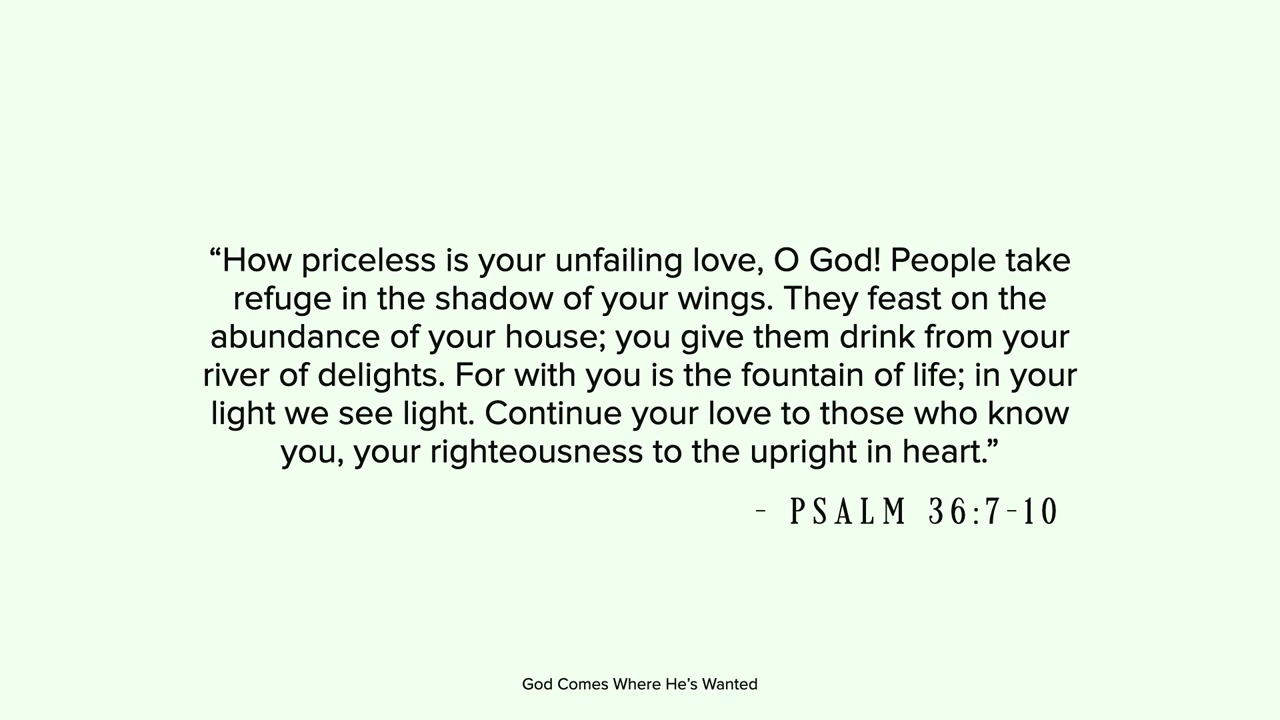 “How priceless is your unfailing love, O God! People take
refuge in the shadow of your wings. They feast on the
abundance of your house; you give them drink from your
river of delights. For with you is the fountain of life; in your
light we see light. Continue your love to those who know
you, your righteousness to the upright in heart.”
- PSALM 36:7-10
God Comes Where He’s Wanted